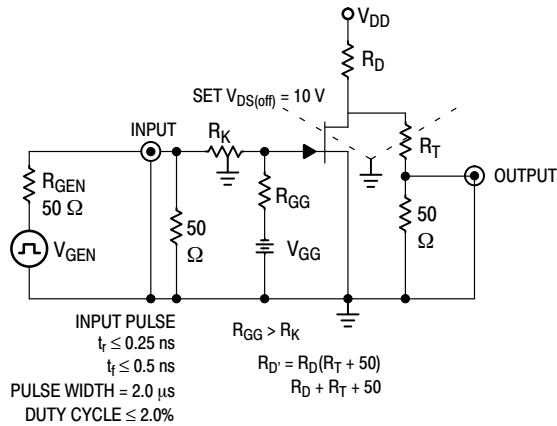 V_DD
R_D
SET V_DS(off) = 10 V
INPUT
R_K
R_T
OUTPUT
R_GEN
50 Ω
50
Ω
R_GG
50
Ω
V_GEN
V_GG
INPUT PULSE
t_r ≤ 0.25 ns
t_f ≤ 0.5 ns
PULSE WIDTH = 2.0 μs
DUTY CYCLE ≤ 2.0%
R_GG > R_K
R_D' = R_D(R_T + 50)
R_D + R_T + 50